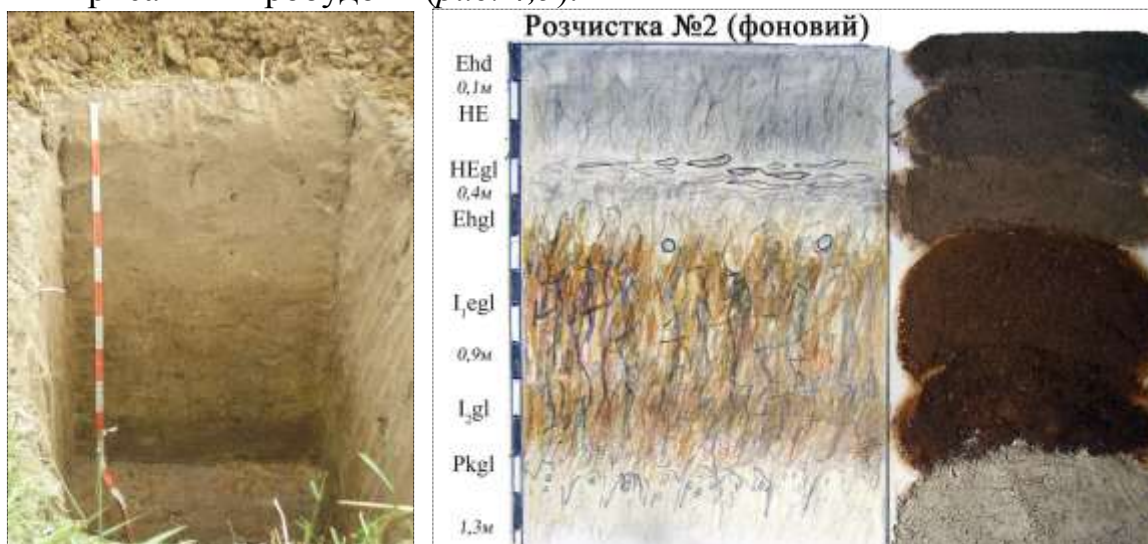 Розчистка №2 (фоновий)
Ehd
0,1м
HE
HEgl
0,4м
Ehgl
I₁egl
0,9м
I₂gl
Pkgl
1,3м